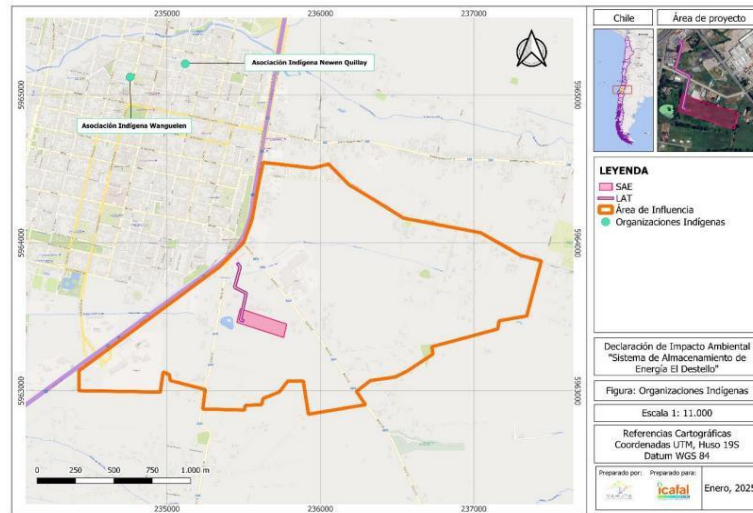 235000
236000
237000
Asociación Indígena Newen Quillay
Asociación Indígena Wanguelen
5965000
5964000
5963000
5965000
5964000
5963000
0 250 500 750 1.000 m
235000
236000
237000
Chile
Área de proyecto
LEYENDA
SAE
LAT
Área de Influencia
Organizaciones Indígenas
Declaración de Impacto Ambiental
"Sistema de Almacenamiento de
Energía El Destello"
Figura: Organizaciones Indígenas
Escala 1: 11.000
Referencias Cartográficas
Coordenadas UTM, Huso 19S
Datum WGS 84
Preparado por:
Preparado para:
icafal
Enero, 2025